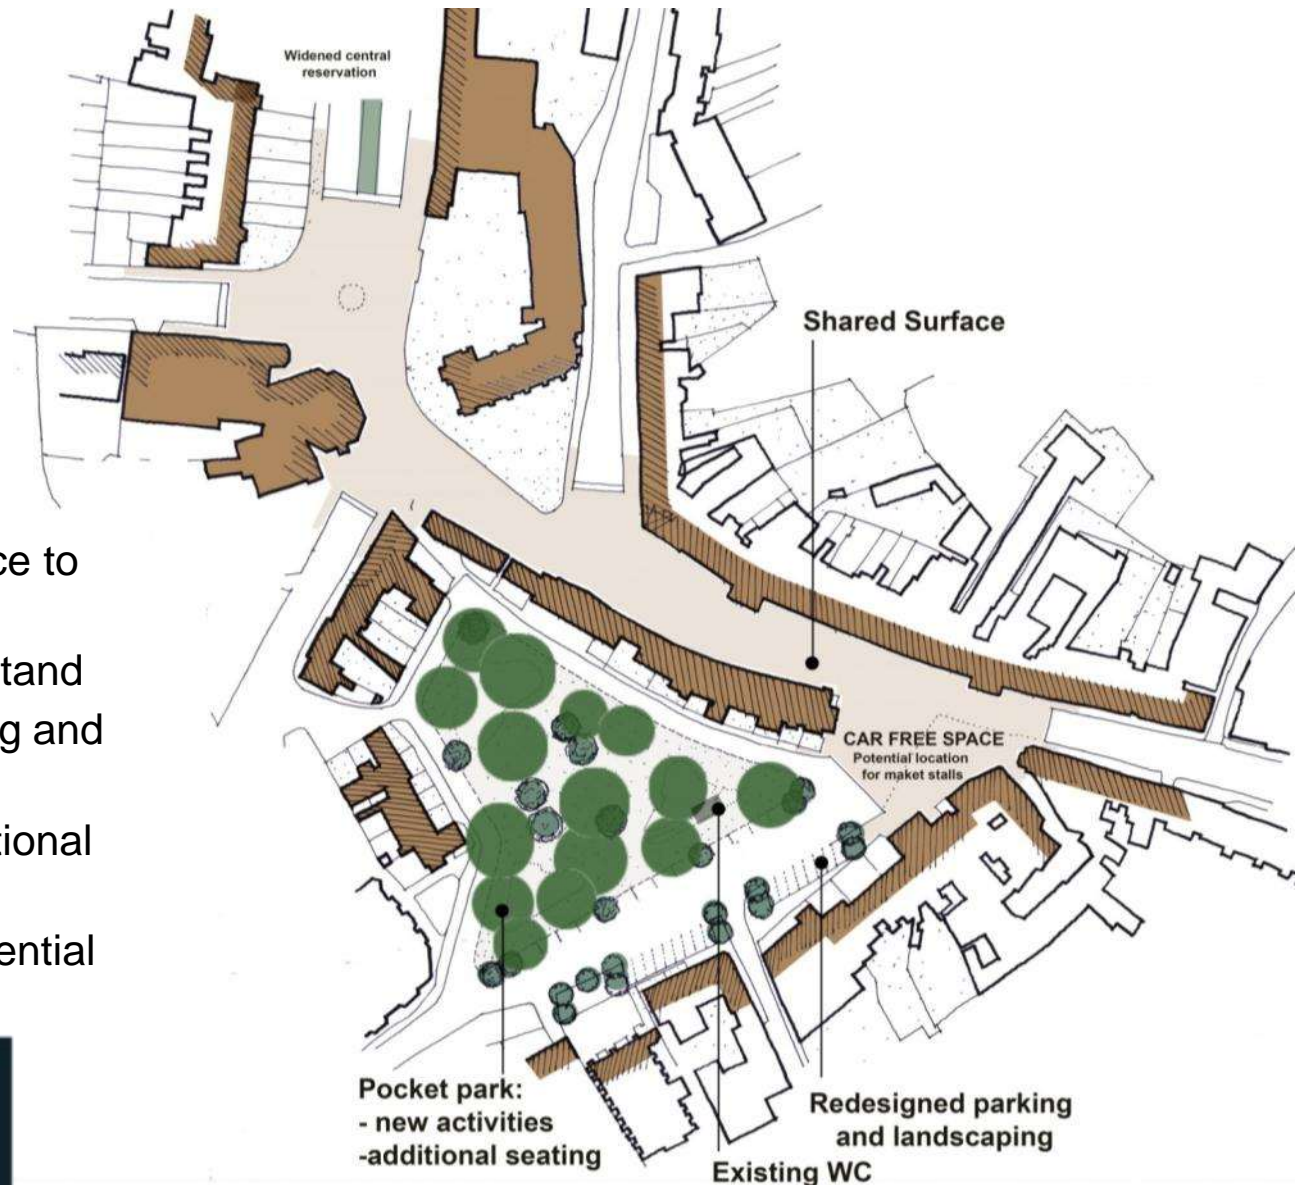 Widened central
reservation
Shared Surface
ce to
tand
g and
tional
ential
CAR FREE SPACE
Potential location
for maket stalls
Pocket park:
- new activities
-additional seating
Redesigned parking
and landscaping
Existing WC